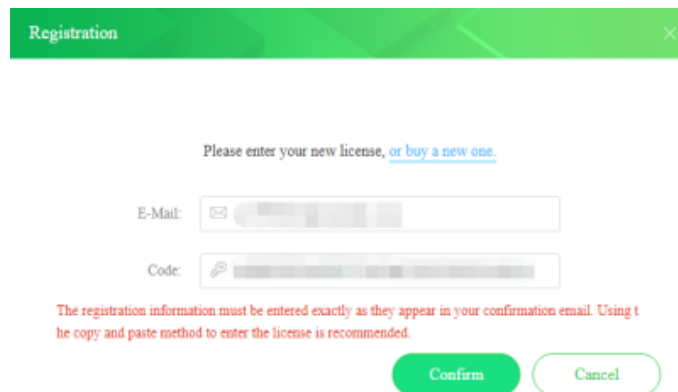 Registration
Please enter your new license, or buy a new one.
E-Mail:
Code:
The registration information must be entered exactly as they appear in your confirmation email. Using t
he copy and paste method to enter the license is recommended.
Confirm
Cancel